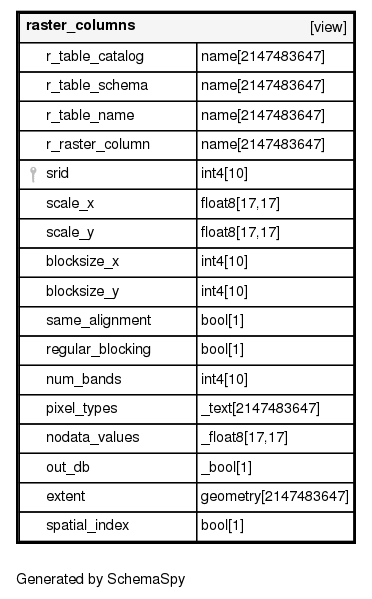 raster_columns [view]
r_table_catalog name[2147483647]
r_table_schema name[2147483647]
r_table_name name[2147483647]
r_raster_column name[2147483647]
srid int4[10]
scale_x float8[17,17]
scale_y float8[17,17]
blocksize_x int4[10]
blocksize_y int4[10]
same_alignment bool[1]
regular_blocking bool[1]
num_bands int4[10]
pixel_types _text[2147483647]
nodata_values _float8[17,17]
out_db _bool[1]
extent geometry[2147483647]
spatial_index bool[1]
Generated by SchemaSpy